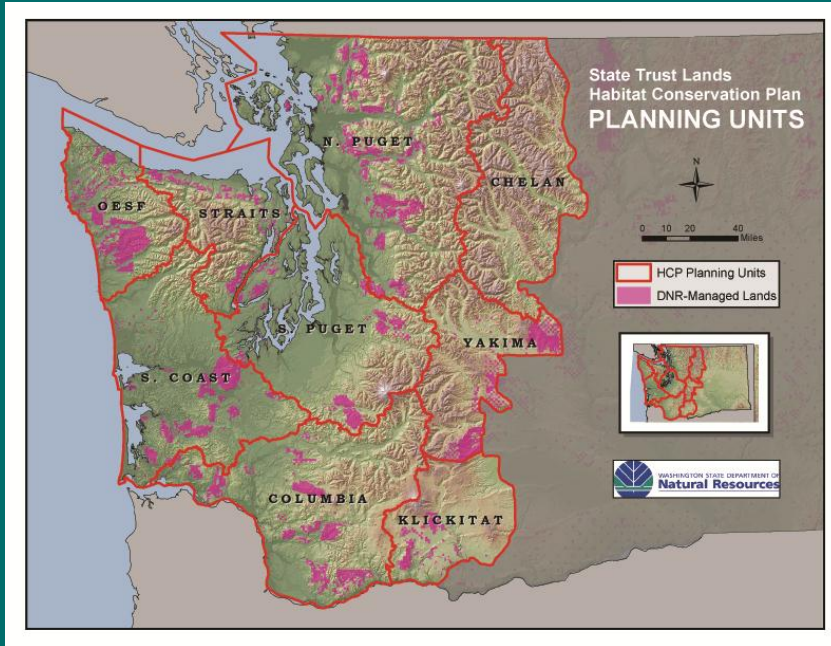 State Trust Lands
Habitat Conservation Plan
PLANNING UNITS
N
0 10 20 40
Miles
HCP Planning Units
DNR-Managed Lands
WASHINGTON STATE DEPARTMENT OF
Natural Resources
N. PUGET
CHELAN
OESF
STRAITS
S. PUGET
YAKIMA
S. COAST
COLUMBIA
KLICKITAT